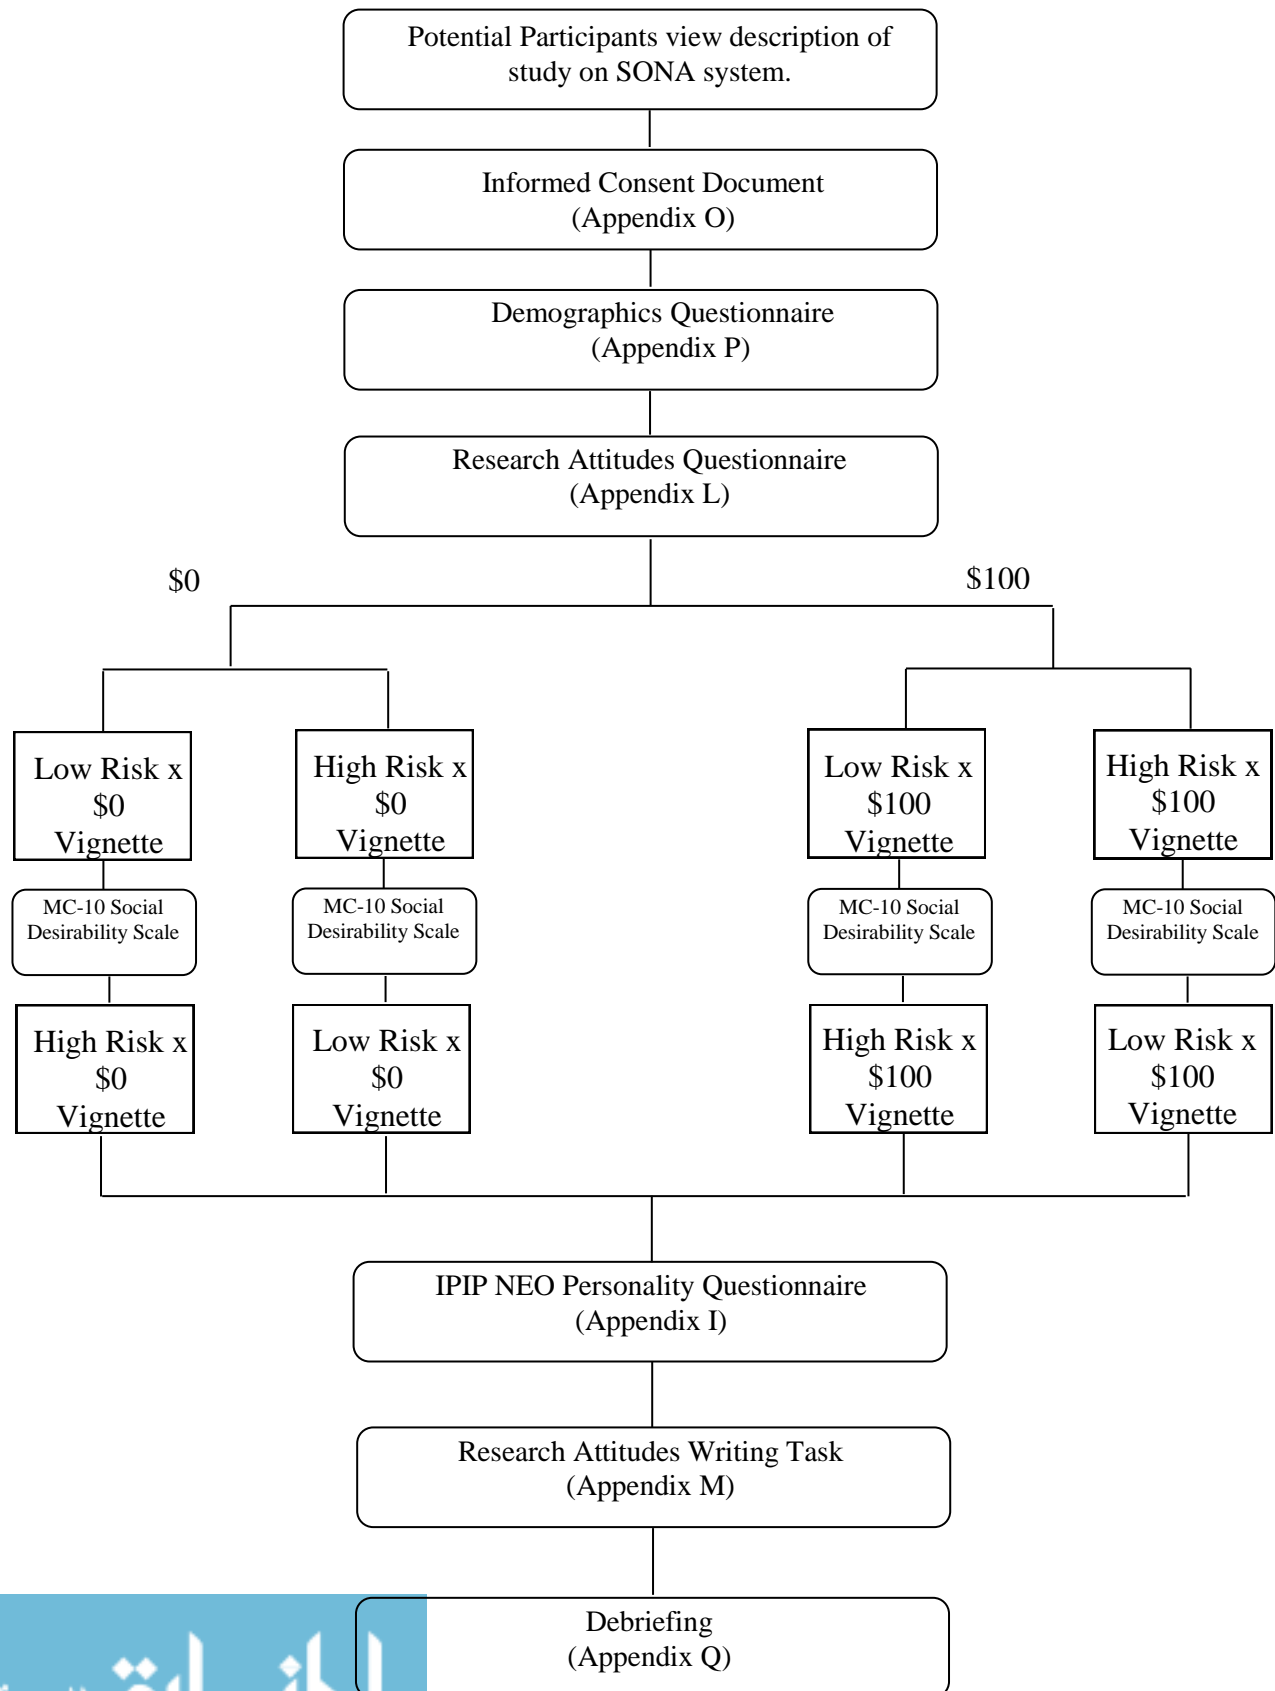 Potential Participants view description of
study on SONA system.
Informed Consent Document
(Appendix O)
Demographics Questionnaire
(Appendix P)
Research Attitudes Questionnaire
(Appendix L)
$0
$100
Low Risk x
$0
Vignette
High Risk x
$0
Vignette
Low Risk x
$100
Vignette
High Risk x
$100
Vignette
MC-10 Social
Desirability Scale
MC-10 Social
Desirability Scale
MC-10 Social
Desirability Scale
MC-10 Social
Desirability Scale
High Risk x
$0
Vignette
Low Risk x
$0
Vignette
High Risk x
$100
Vignette
Low Risk x
$100
Vignette
IPIP NEO Personality Questionnaire
(Appendix I)
Research Attitudes Writing Task
(Appendix M)
Debriefing
(Appendix Q)